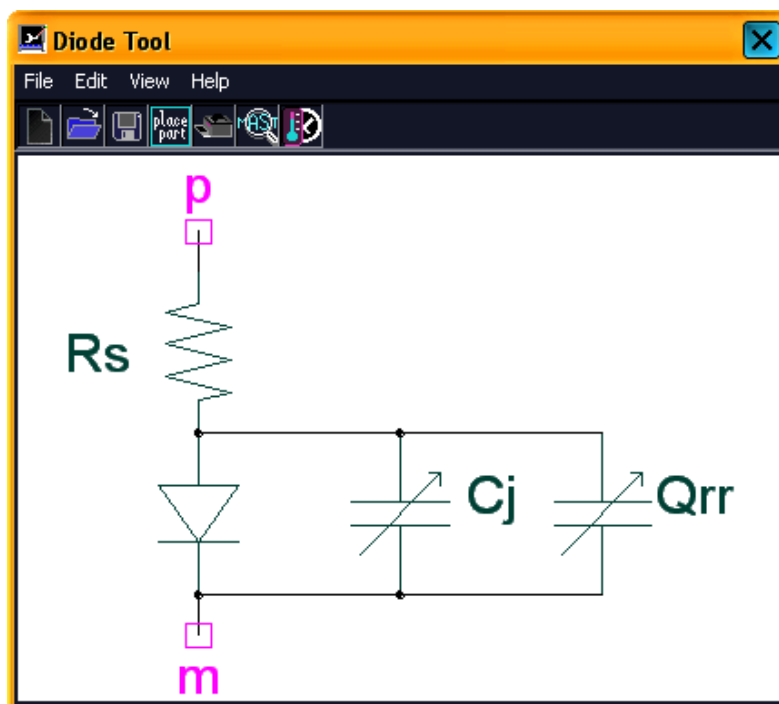 Diode Tool
File Edit View Help
place
part
MAST
p
Rs
Cj
Qrr
m